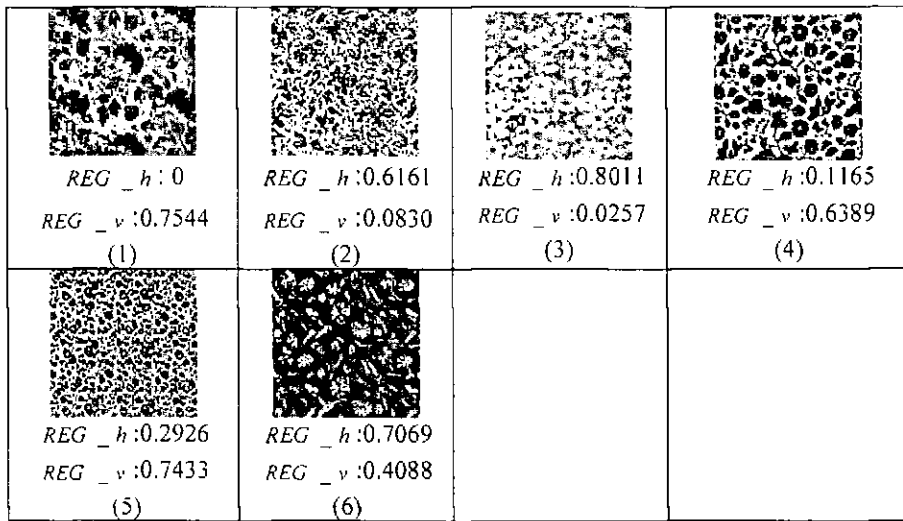 REG _ h : 0
REG _ v :0.7544
(1)
REG _ h :0.6161
REG _ v :0.0830
(2)
REG _ h :0.8011
REG _ v :0.0257
(3)
REG _ h :0.1165
REG _ v :0.6389
(4)
REG _ h :0.2926
REG _ v :0.7433
(5)
REG _ h :0.7069
REG _ v :0.4088
(6)